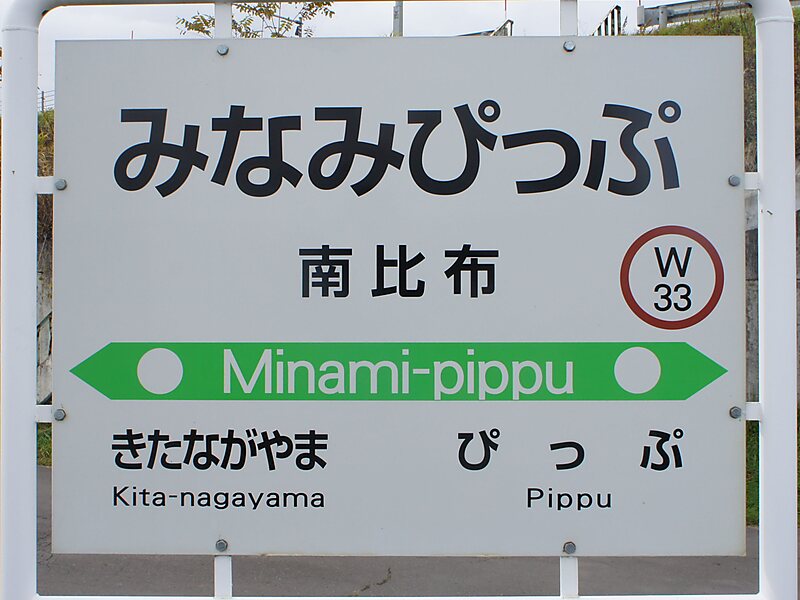 みなみぴっぷ
南比布
W
33
Minami-pippu
きたながやま ぴっぷ
Kita-nagayama Pippu